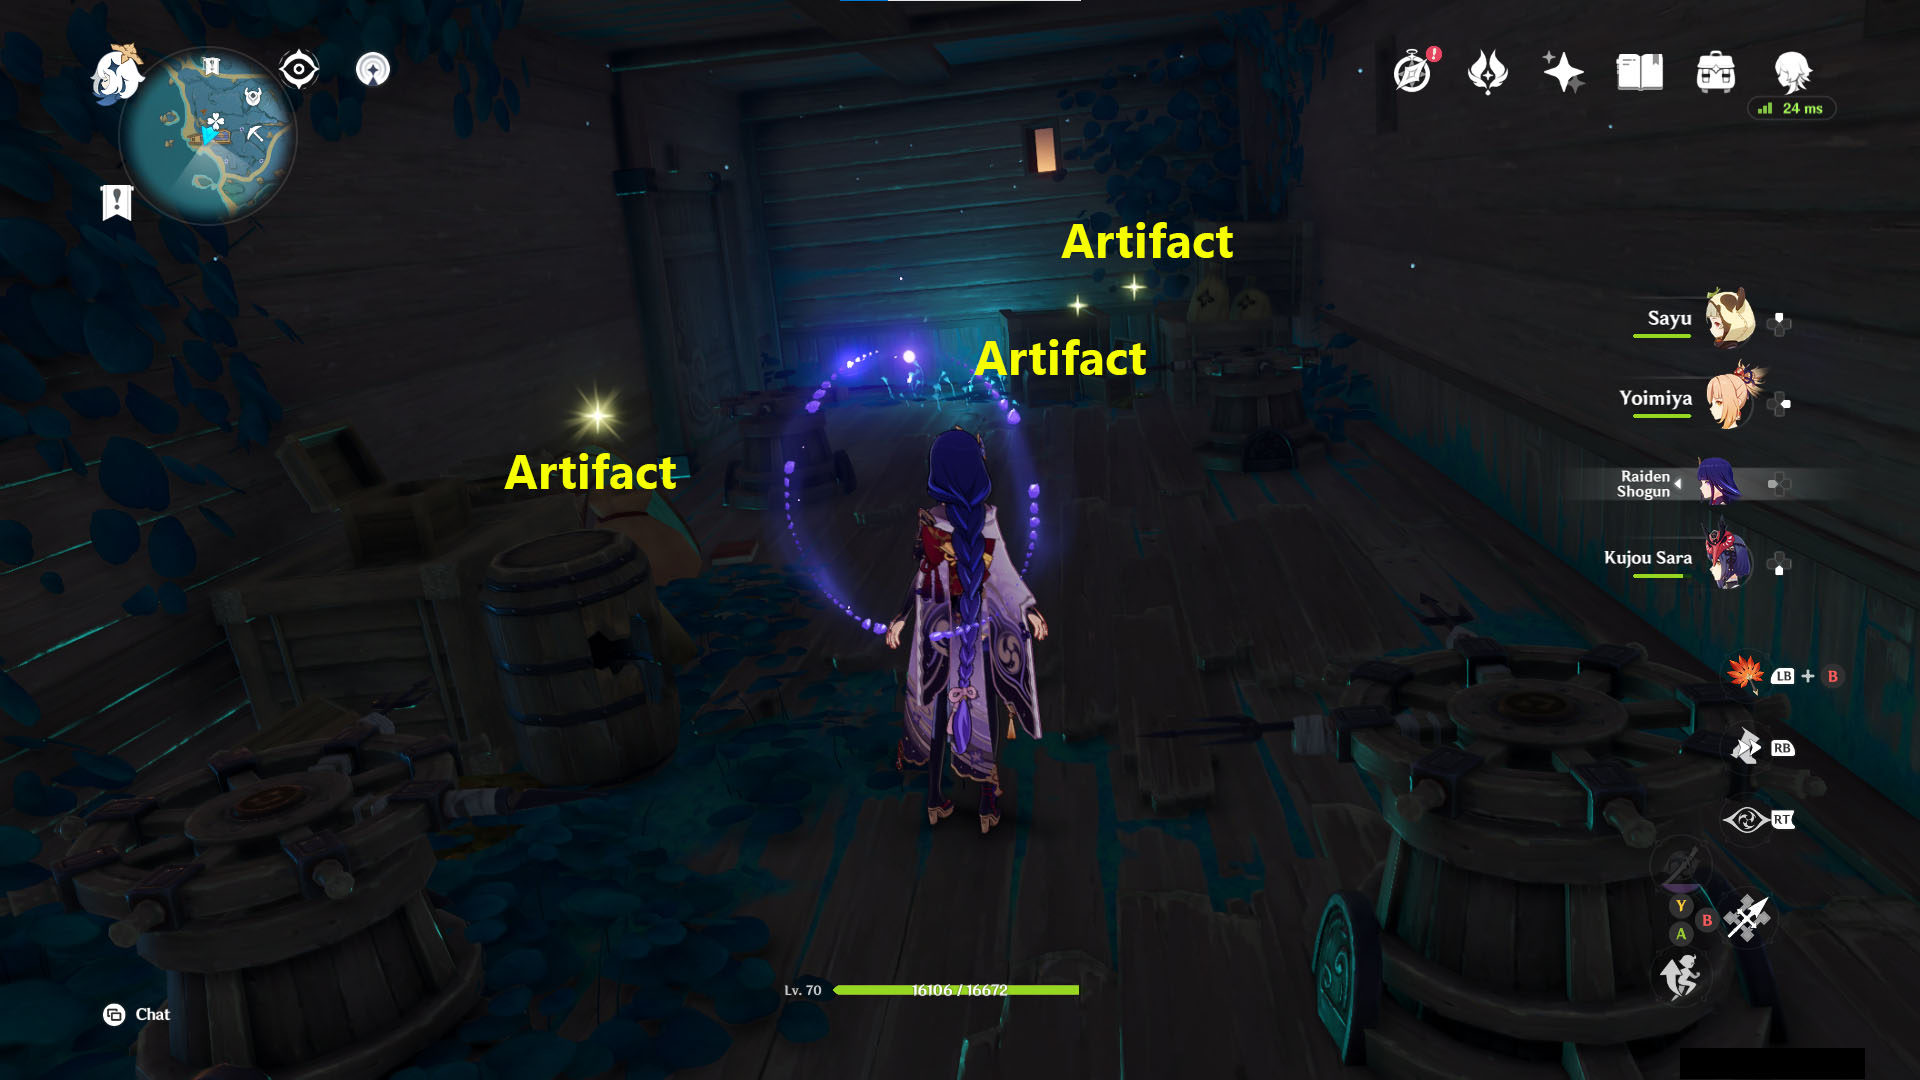 24 ms
Artifact
Artifact
Artifact
Sayu
Yoimiya
Raiden
Shogun
Kujou Sara
LB + B
RB
RT
Y
B
A
Lv. 70 16106 / 16672
Chat